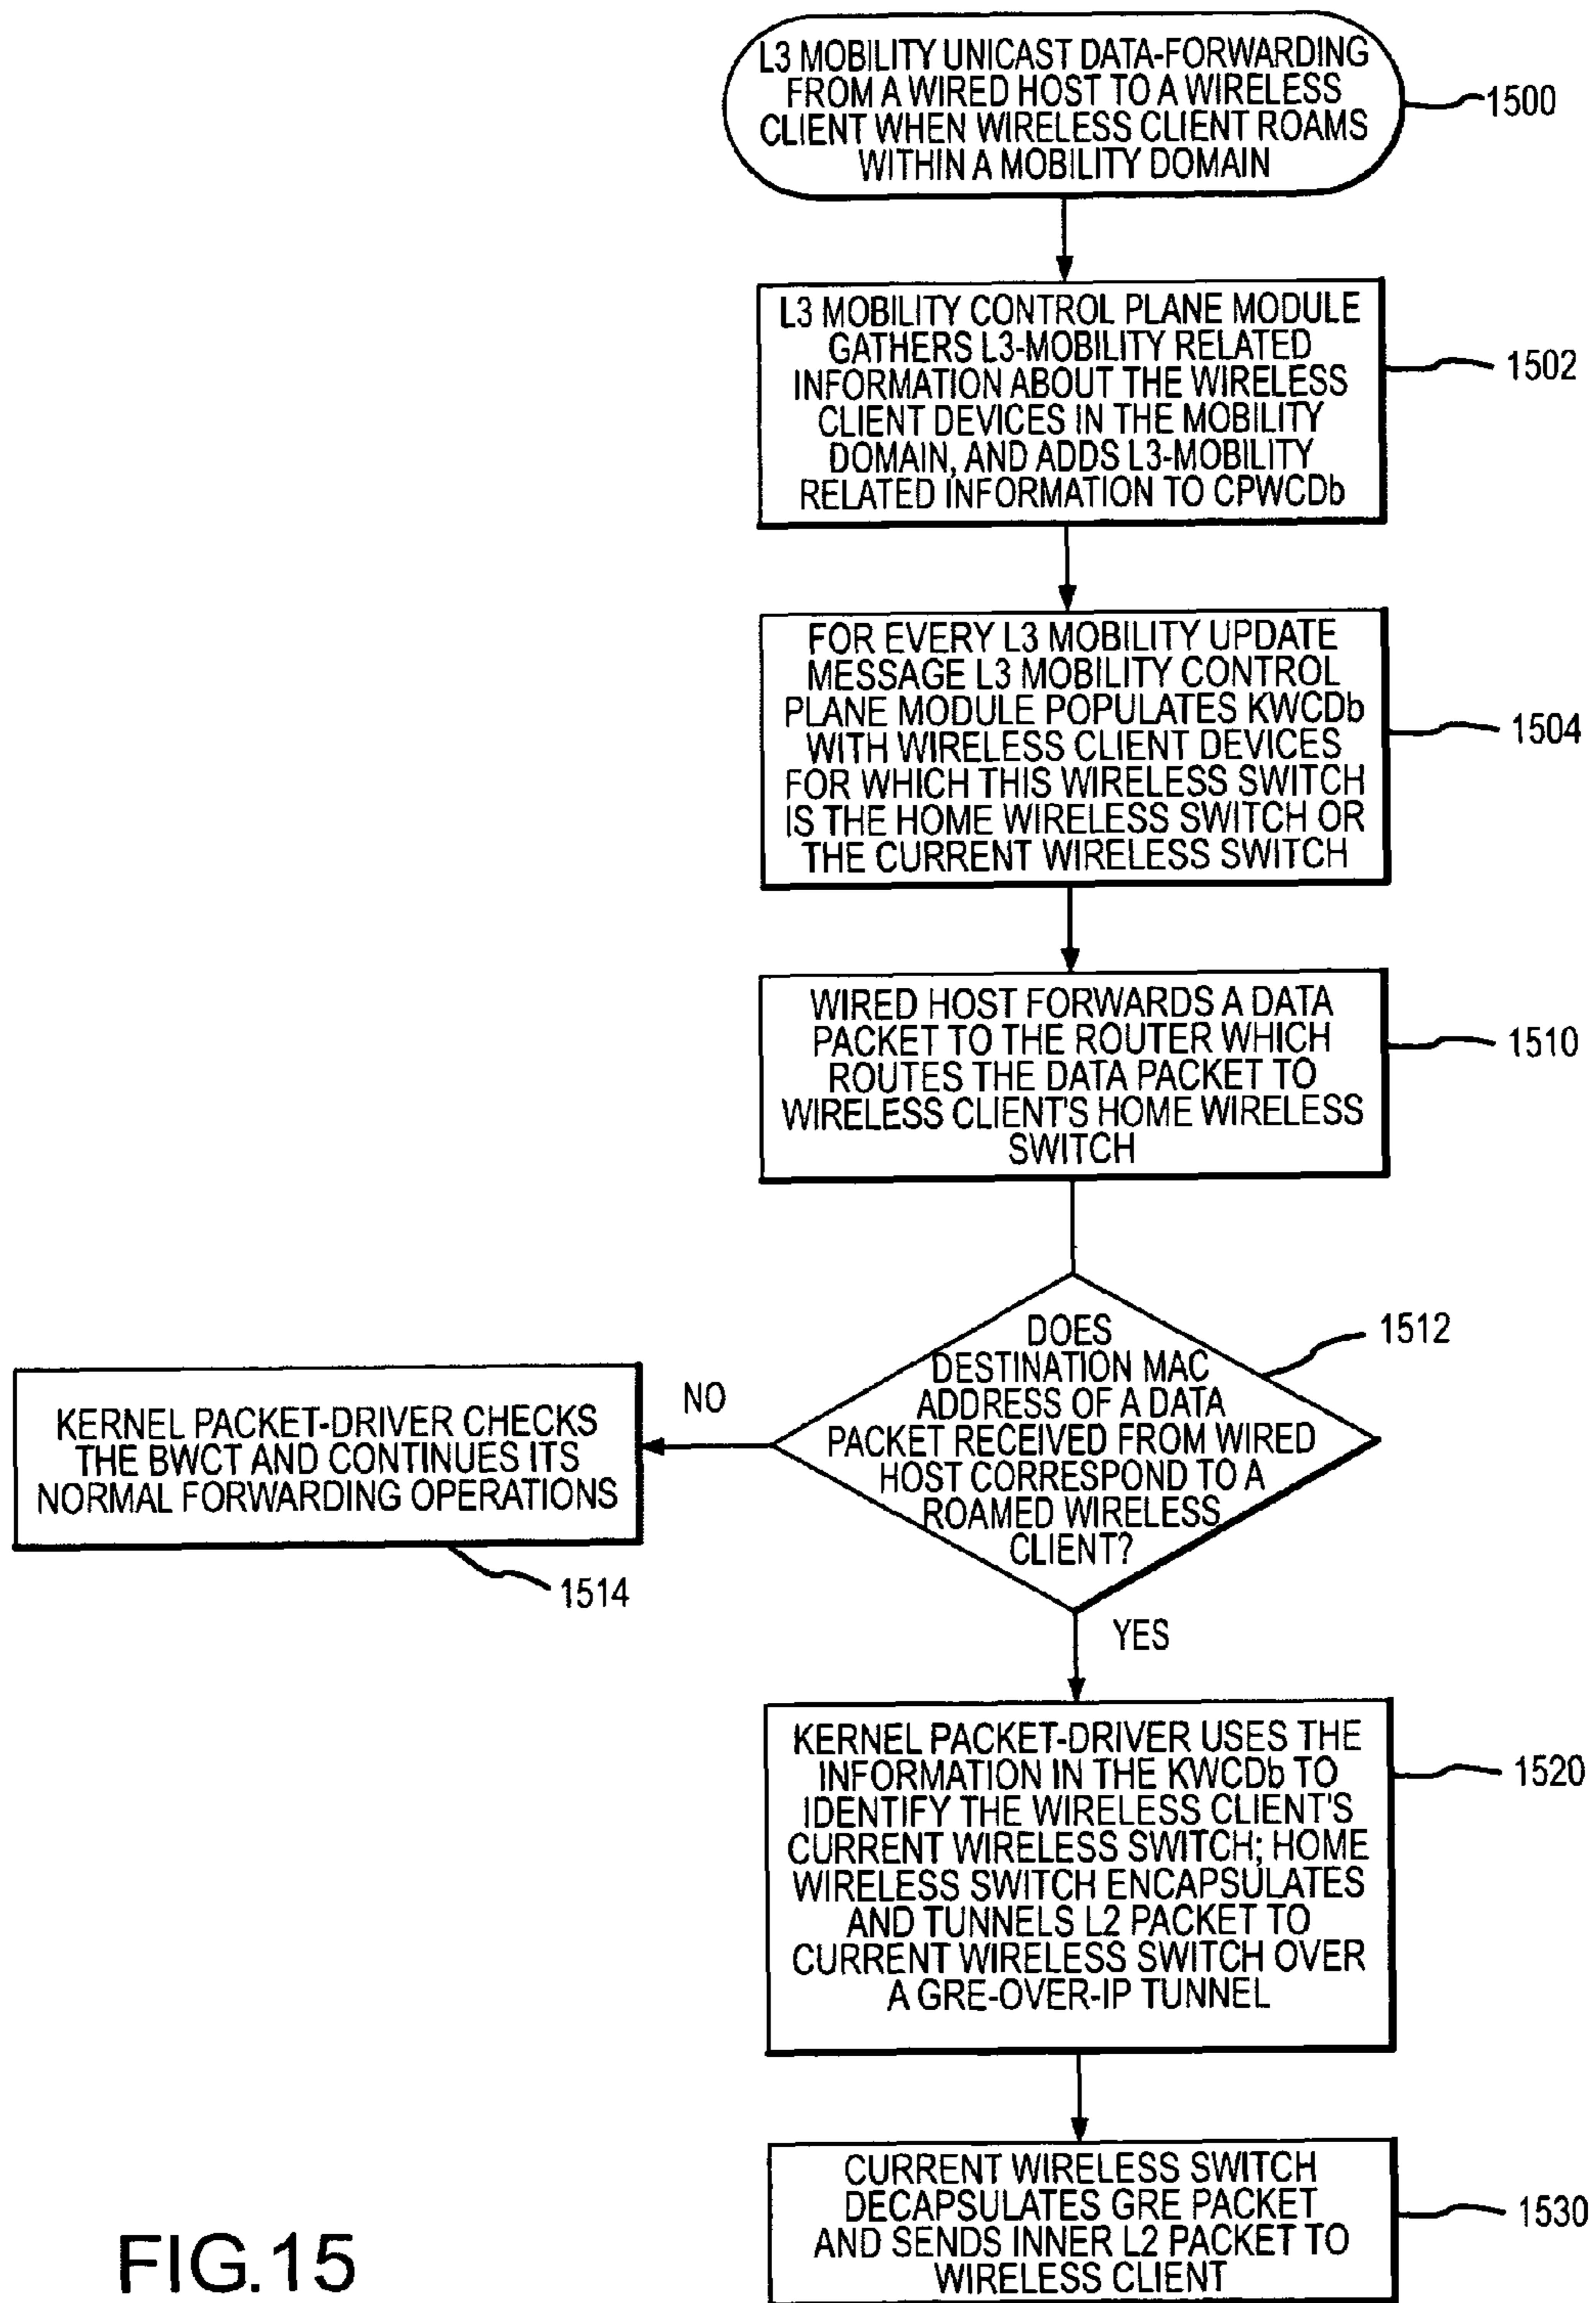 L3 MOBILITY UNICAST DATA-FORWARDING
FROM A WIRED HOST TO A WIRELESS
CLIENT WHEN WIRELESS CLIENT ROAMS
WITHIN A MOBILITY DOMAIN
1500
L3 MOBILITY CONTROL PLANE MODULE
GATHERS L3-MOBILITY RELATED
INFORMATION ABOUT THE WIRELESS
CLIENT DEVICES IN THE MOBILITY
DOMAIN, AND ADDS L3-MOBILITY
RELATED INFORMATION TO CPWCDb
1502
FOR EVERY L3 MOBILITY UPDATE
MESSAGE L3 MOBILITY CONTROL
PLANE MODULE POPULATES KWCDb
WITH WIRELESS CLIENT DEVICES
FOR WHICH THIS WIRELESS SWITCH
IS THE HOME WIRELESS SWITCH OR
THE CURRENT WIRELESS SWITCH
1504
WIRED HOST FORWARDS A DATA
PACKET TO THE ROUTER WHICH
ROUTES THE DATA PACKET TO
WIRELESS CLIENT'S HOME WIRELESS
SWITCH
1510
DOES
DESTINATION MAC
ADDRESS OF A DATA
PACKET RECEIVED FROM WIRED
HOST CORRESPOND TO A
ROAMED WIRELESS
CLIENT?
1512
NO
KERNEL PACKET-DRIVER CHECKS
THE BWCT AND CONTINUES ITS
NORMAL FORWARDING OPERATIONS
1514
YES
KERNEL PACKET-DRIVER USES THE
INFORMATION IN THE KWCDb TO
IDENTIFY THE WIRELESS CLIENT'S
CURRENT WIRELESS SWITCH; HOME
WIRELESS SWITCH ENCAPSULATES
AND TUNNELS L2 PACKET TO
CURRENT WIRELESS SWITCH OVER
A GRE-OVER-IP TUNNEL
1520
CURRENT WIRELESS SWITCH
DECAPSULATES GRE PACKET
AND SENDS INNER L2 PACKET TO
WIRELESS CLIENT
1530
FIG.15